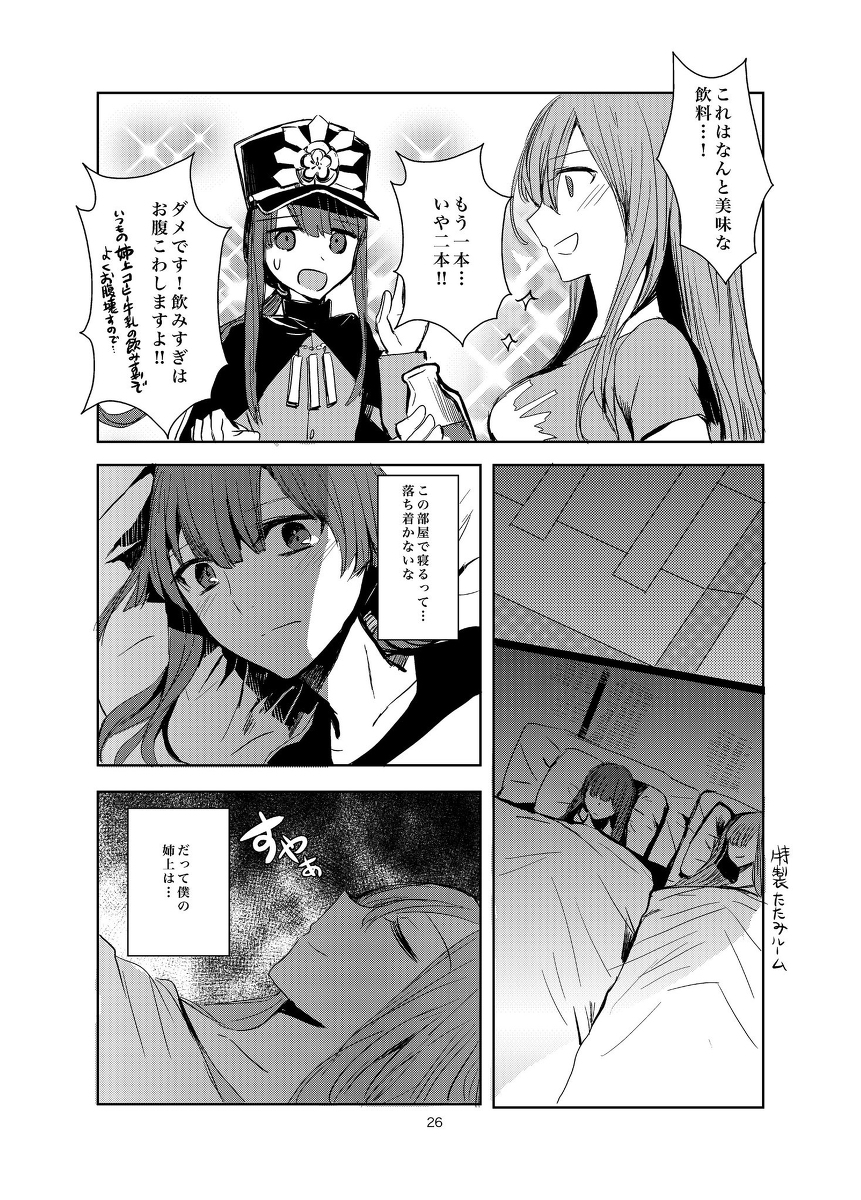 これはなんと美味な
飲料…!
もう一本…
いや二本!!
ダメです!飲みすぎは
お腹こわしますよ!!
いつもの姉上コーヒー牛乳の飲みすぎで
よくお腹壊すので…
特製たたみルーム
この部屋で寝るって…
落ち着かないな
すやぁ
だって僕の
姉上は…
26